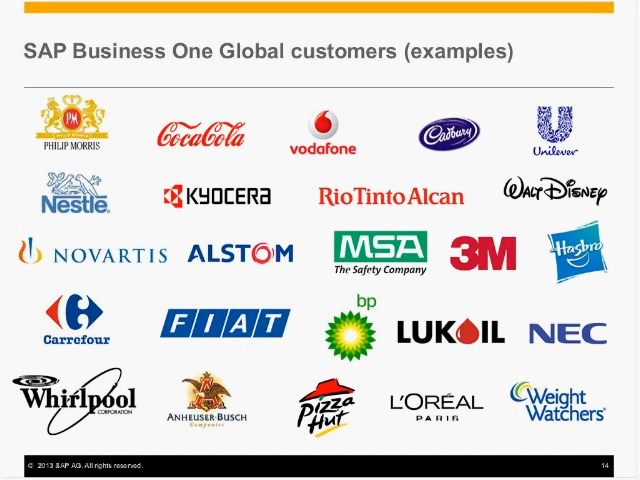 SAP Business One Global customers (examples)
PM
PHILIP MORRIS
Coca Cola
vodafone
Cadbury
Unilever
Nestlé.
KYOCERA
RioTintoAlcan
WALT DISNEY
NOVARTIS
ALSTOM
MSA
The Safety Company
3M
Hasbro
Carrefour
FIAT
bp
LUKOIL
NEC
Whirlpool
CORPORATION
ANHEUSER-BUSCH
Companies
Pizza
Hut
L'ORÉAL
PARIS
Weight
Watchers®
© 2013 SAP AG. All rights reserved.
14